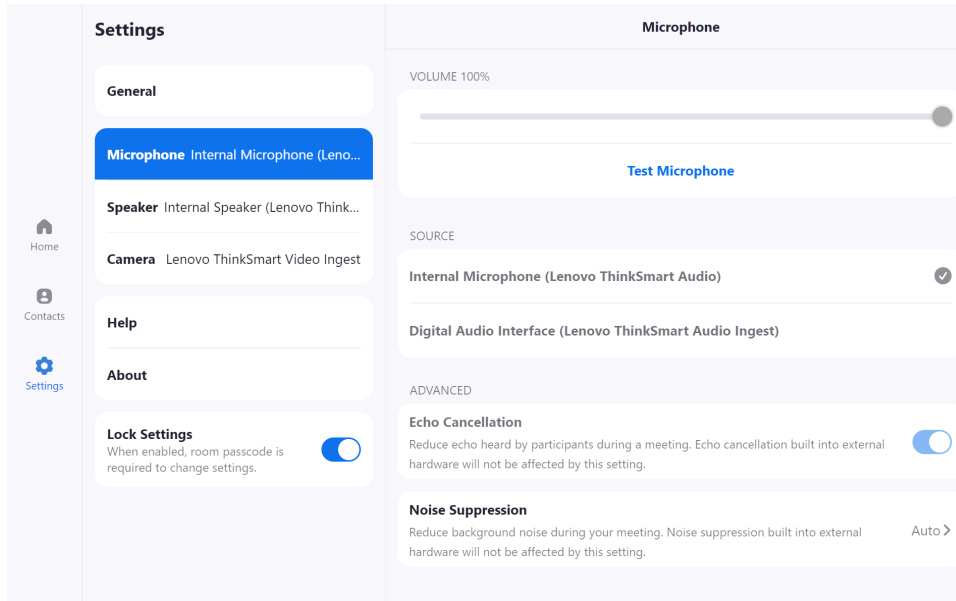 Settings
Home
Contacts
Settings
General
Microphone Internal Microphone (Leno...
Speaker Internal Speaker (Lenovo Think...
Camera Lenovo ThinkSmart Video Ingest
Help
About
Lock Settings
When enabled, room passcode is
required to change settings.
Microphone
VOLUME 100%
Test Microphone
SOURCE
Internal Microphone (Lenovo ThinkSmart Audio)
Digital Audio Interface (Lenovo ThinkSmart Audio Ingest)
ADVANCED
Echo Cancellation
Reduce echo heard by participants during a meeting. Echo cancellation built into external
hardware will not be affected by this setting.
Noise Suppression
Reduce background noise during your meeting. Noise suppression built into external
hardware will not be affected by this setting.
Auto